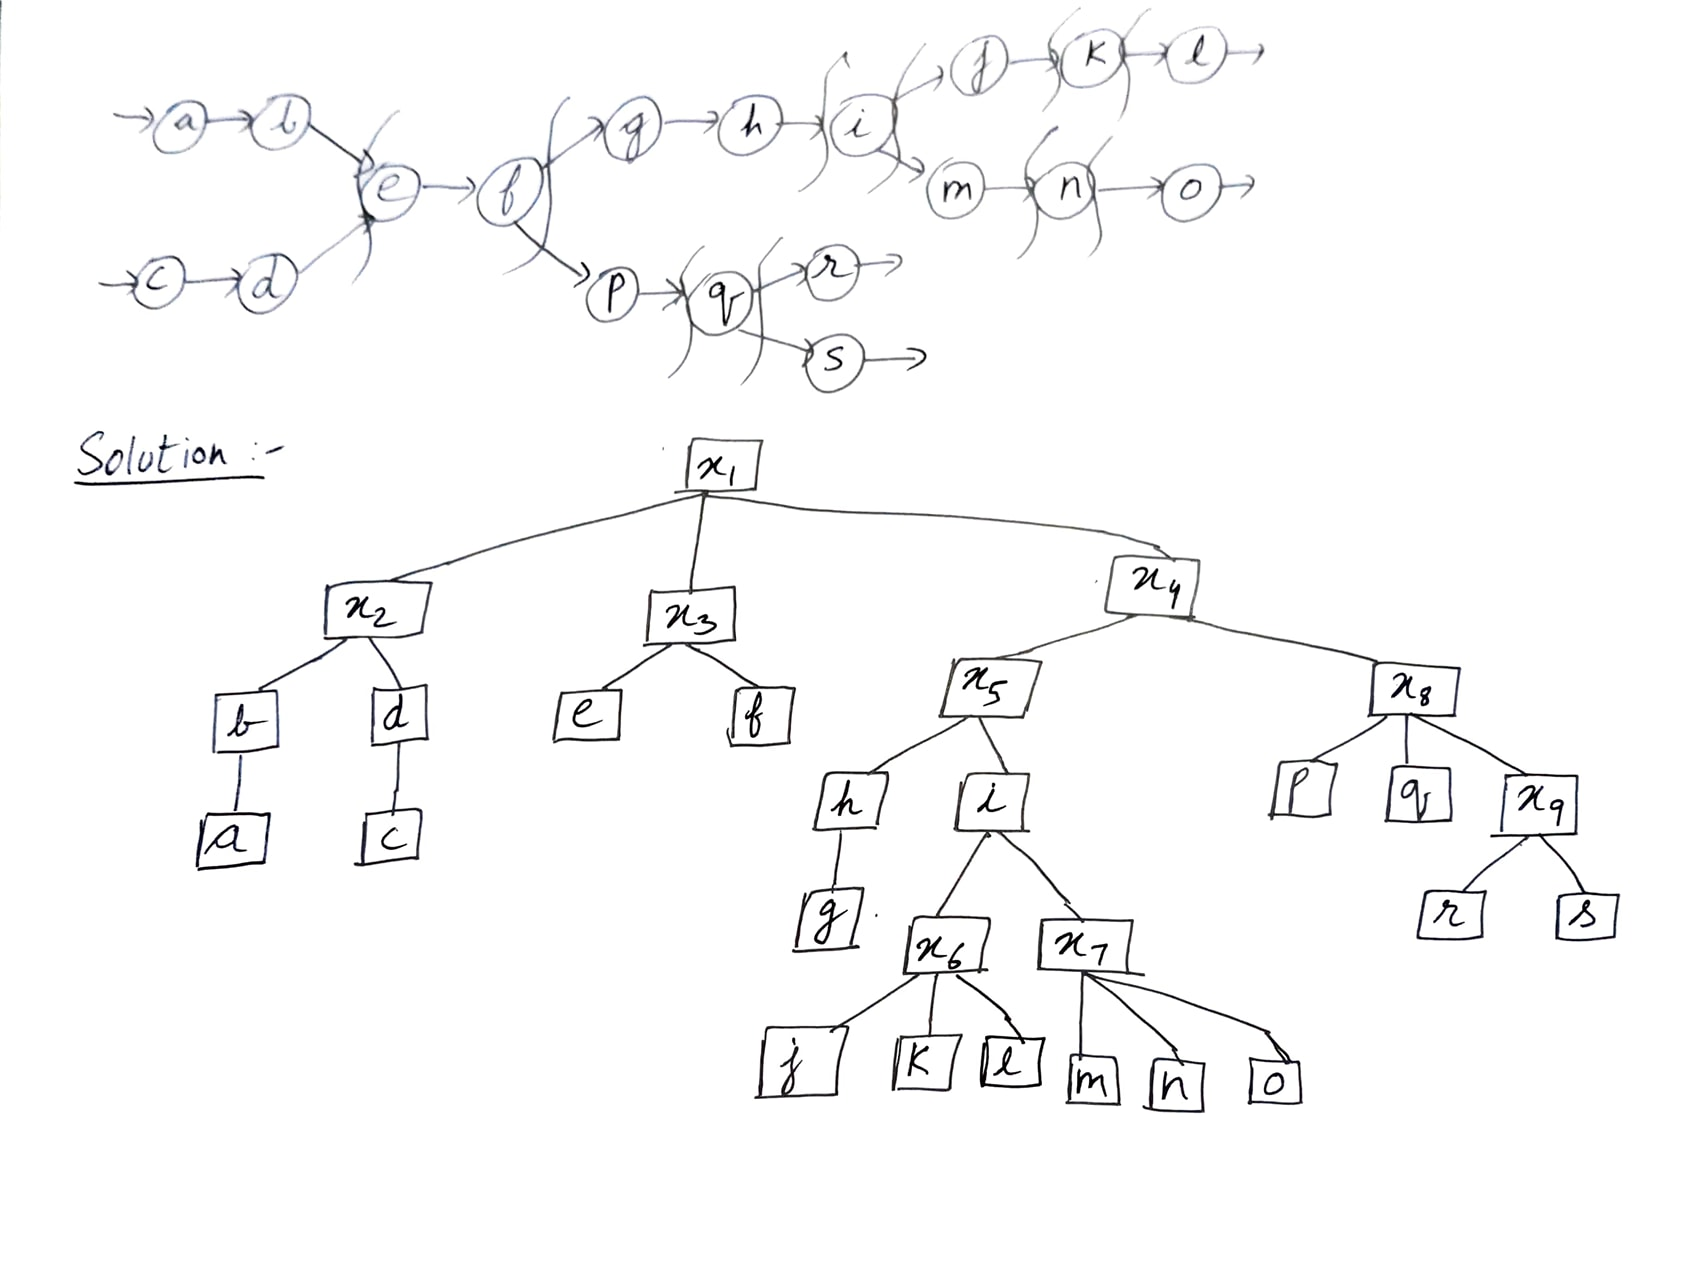 j k l
a b g h i
e f m n o
c d p q r
s
Solution :-
x1
x2 x3 x4
x5 x8
b d e f
h i p q x9
a c
g r s
x6 x7
j k l m n o